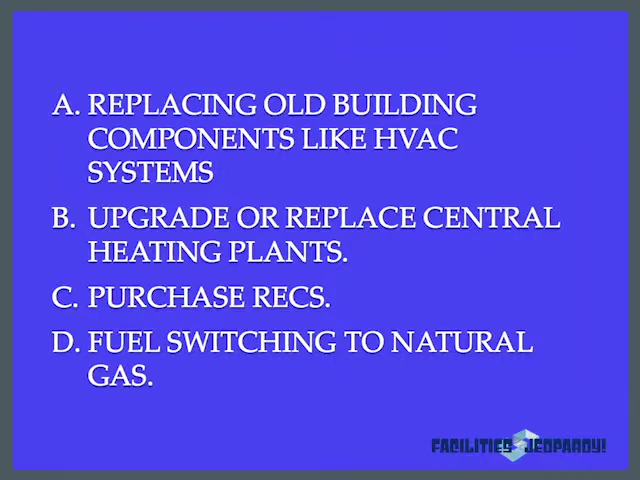 A. REPLACING OLD BUILDING
COMPONENTS LIKE HVAC
SYSTEMS
B. UPGRADE OR REPLACE CENTRAL
HEATING PLANTS.
C. PURCHASE RECS.
D. FUEL SWITCHING TO NATURAL
GAS.
FACILITIES JEOPARDY!